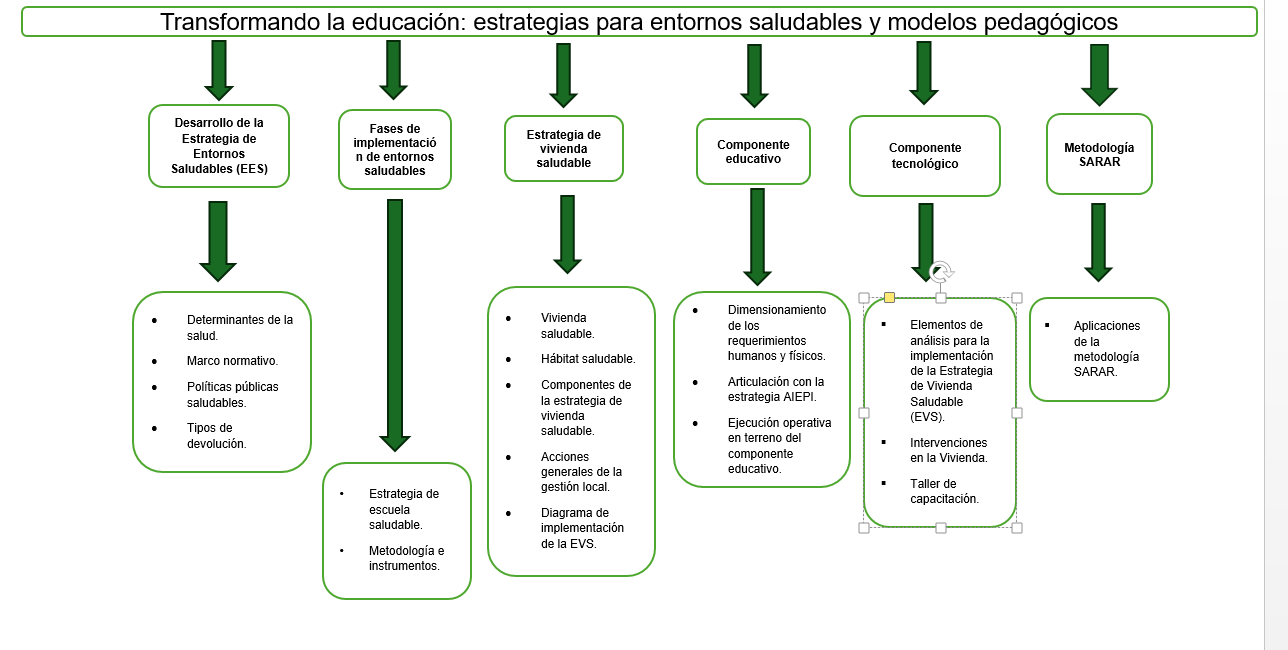 Transformando la educación: estrategias para entornos saludables y modelos pedagógicos
Desarrollo de la
Estrategia de
Entornos
Saludables (EES)
Fases de
implementació
n de entornos
saludables
Estrategia de
vivienda
saludable
Componente
educativo
Componente
tecnológico
Metodología
SARAR
• Determinantes de la
salud.
• Marco normativo.
• Políticas públicas
saludables.
• Tipos de
devolución.
• Estrategia de
escuela
saludable.
• Metodología e
instrumentos.
• Vivienda
saludable.
• Hábitat saludable.
• Componentes de
la estrategia de
vivienda
saludable.
• Acciones
generales de la
gestión local.
• Diagrama de
implementación
de la EVS.
• Dimensionamiento
de los
requerimientos
humanos y físicos.
• Articulación con la
estrategia AIEPI.
• Ejecución operativa
en terreno del
componente
educativo.
▪ Elementos de
análisis para la
implementación
de la Estrategia
de Vivienda
Saludable
(EVS).
▪ Intervenciones
en la Vivienda.
▪ Taller de
capacitación.
▪ Aplicaciones
de la
metodología
SARAR.